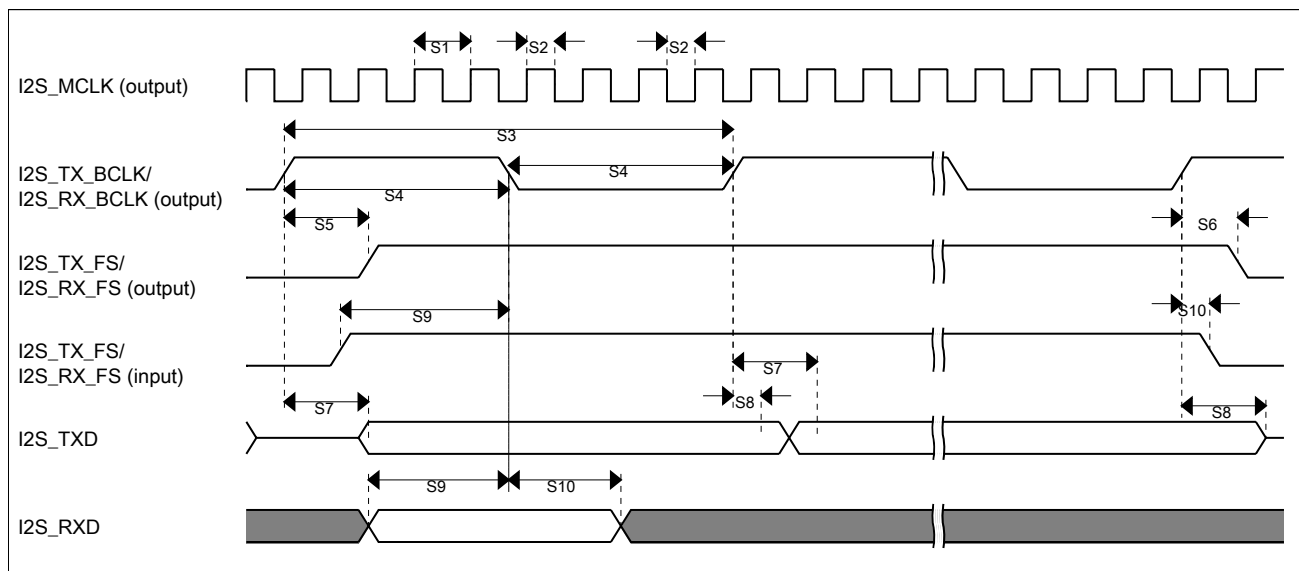 S1
S2
S2
I2S_MCLK (output)
S3
I2S_TX_BCLK/
I2S_RX_BCLK (output)
S4
S4
S5
S6
I2S_TX_FS/
I2S_RX_FS (output)
S9
S10
I2S_TX_FS/
I2S_RX_FS (input)
S7
S7
S8
S8
I2S_TXD
S9
S10
I2S_RXD